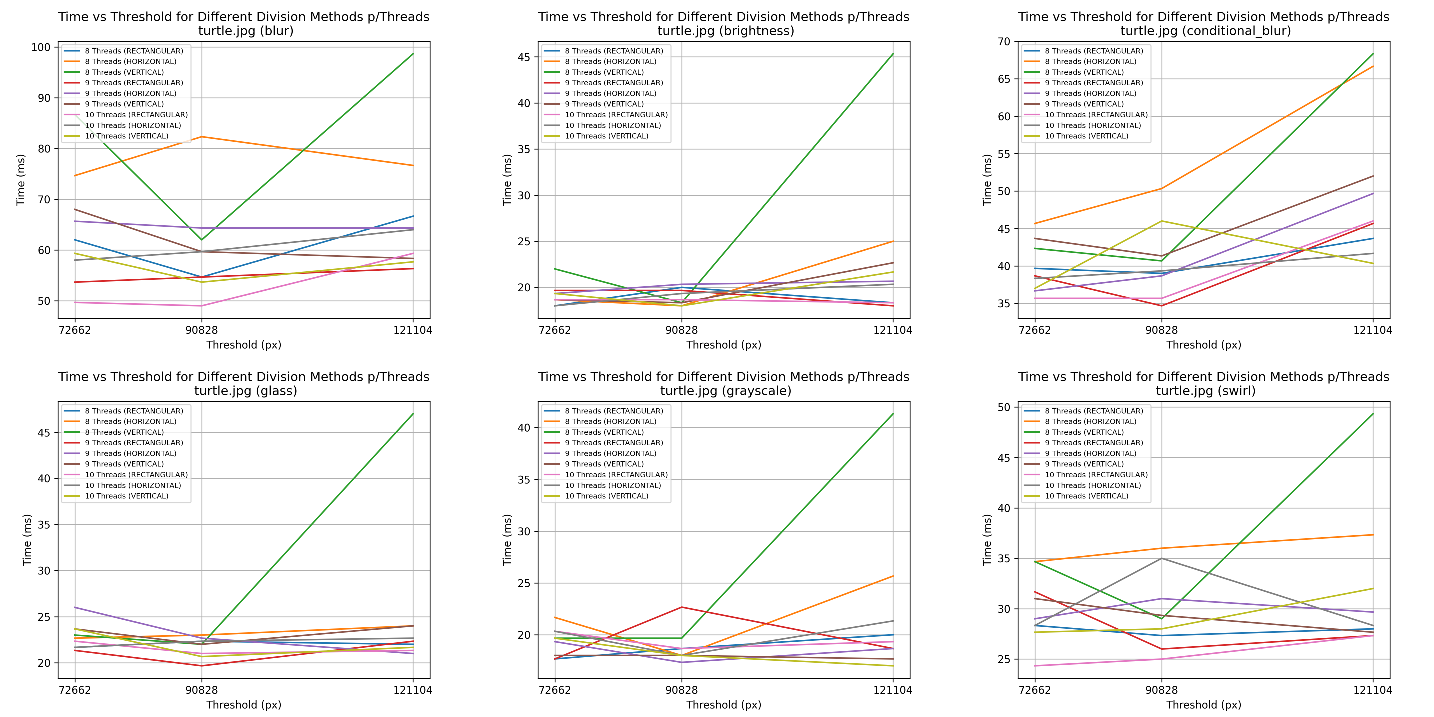 Time vs Threshold for Different Division Methods p/Threads
turtle.jpg (blur)
100
90
80
70
60
50
Time (ms)
8 Threads (RECTANGULAR)
8 Threads (HORIZONTAL)
8 Threads (VERTICAL)
9 Threads (RECTANGULAR)
9 Threads (HORIZONTAL)
9 Threads (VERTICAL)
10 Threads (RECTANGULAR)
10 Threads (HORIZONTAL)
10 Threads (VERTICAL)
72662 90828 121104
Threshold (px)
Time vs Threshold for Different Division Methods p/Threads
turtle.jpg (brightness)
45
40
35
30
25
20
Time (ms)
8 Threads (RECTANGULAR)
8 Threads (HORIZONTAL)
8 Threads (VERTICAL)
9 Threads (RECTANGULAR)
9 Threads (HORIZONTAL)
9 Threads (VERTICAL)
10 Threads (RECTANGULAR)
10 Threads (HORIZONTAL)
10 Threads (VERTICAL)
72662 90828 121104
Threshold (px)
Time vs Threshold for Different Division Methods p/Threads
turtle.jpg (conditional_blur)
70
65
60
55
50
45
40
35
Time (ms)
8 Threads (RECTANGULAR)
8 Threads (HORIZONTAL)
8 Threads (VERTICAL)
9 Threads (RECTANGULAR)
9 Threads (HORIZONTAL)
9 Threads (VERTICAL)
10 Threads (RECTANGULAR)
10 Threads (HORIZONTAL)
10 Threads (VERTICAL)
72662 90828 121104
Threshold (px)
Time vs Threshold for Different Division Methods p/Threads
turtle.jpg (glass)
45
40
35
30
25
20
Time (ms)
8 Threads (RECTANGULAR)
8 Threads (HORIZONTAL)
8 Threads (VERTICAL)
9 Threads (RECTANGULAR)
9 Threads (HORIZONTAL)
9 Threads (VERTICAL)
10 Threads (RECTANGULAR)
10 Threads (HORIZONTAL)
10 Threads (VERTICAL)
72662 90828 121104
Threshold (px)
Time vs Threshold for Different Division Methods p/Threads
turtle.jpg (grayscale)
40
35
30
25
20
Time (ms)
8 Threads (RECTANGULAR)
8 Threads (HORIZONTAL)
8 Threads (VERTICAL)
9 Threads (RECTANGULAR)
9 Threads (HORIZONTAL)
9 Threads (VERTICAL)
10 Threads (RECTANGULAR)
10 Threads (HORIZONTAL)
10 Threads (VERTICAL)
72662 90828 121104
Threshold (px)
Time vs Threshold for Different Division Methods p/Threads
turtle.jpg (swirl)
50
45
40
35
30
25
Time (ms)
8 Threads (RECTANGULAR)
8 Threads (HORIZONTAL)
8 Threads (VERTICAL)
9 Threads (RECTANGULAR)
9 Threads (HORIZONTAL)
9 Threads (VERTICAL)
10 Threads (RECTANGULAR)
10 Threads (HORIZONTAL)
10 Threads (VERTICAL)
72662 90828 121104
Threshold (px)